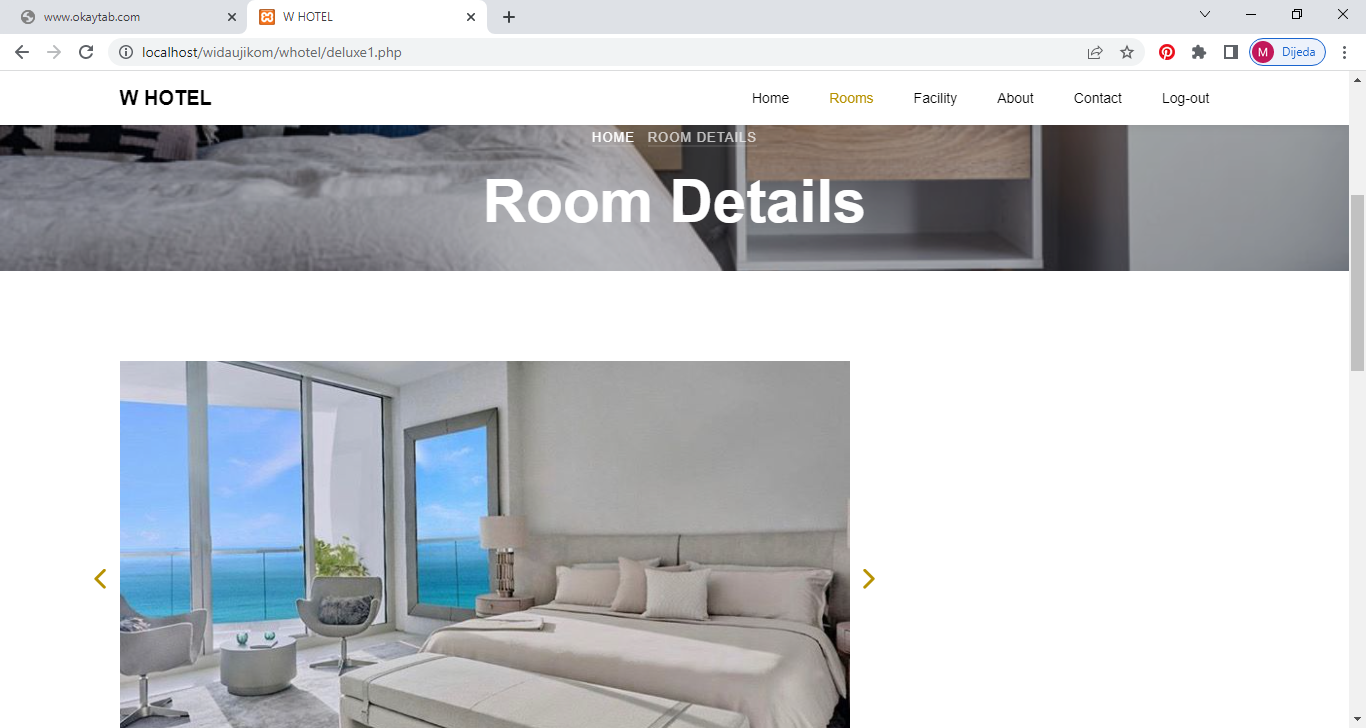 www.okaytab.com
W HOTEL
localhost/widaujikom/whotel/deluxe1.php
M Dijeda
W HOTEL
Home Rooms Facility About Contact Log-out
HOME ROOM DETAILS
Room Details